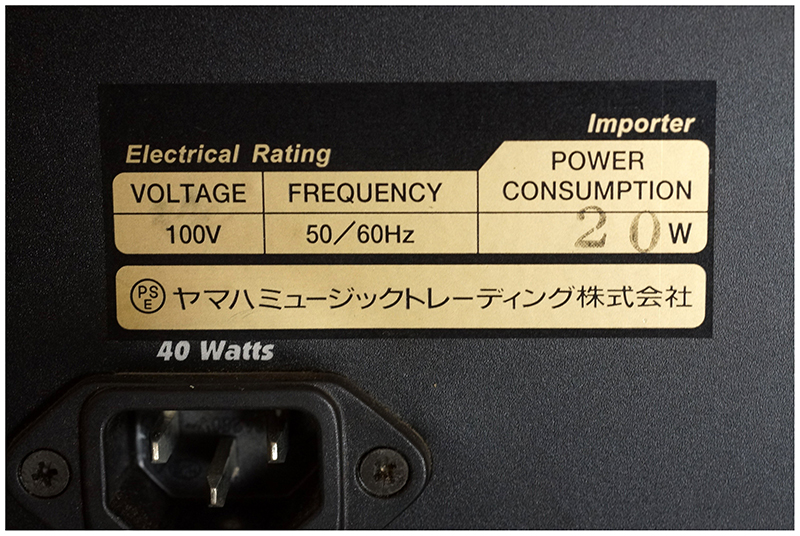 Importer
Electrical Rating
POWER
CONSUMPTION
VOLTAGE FREQUENCY
100V 50/60Hz 20W
PSE ヤマハミュージックトレーディング株式会社
40 Watts